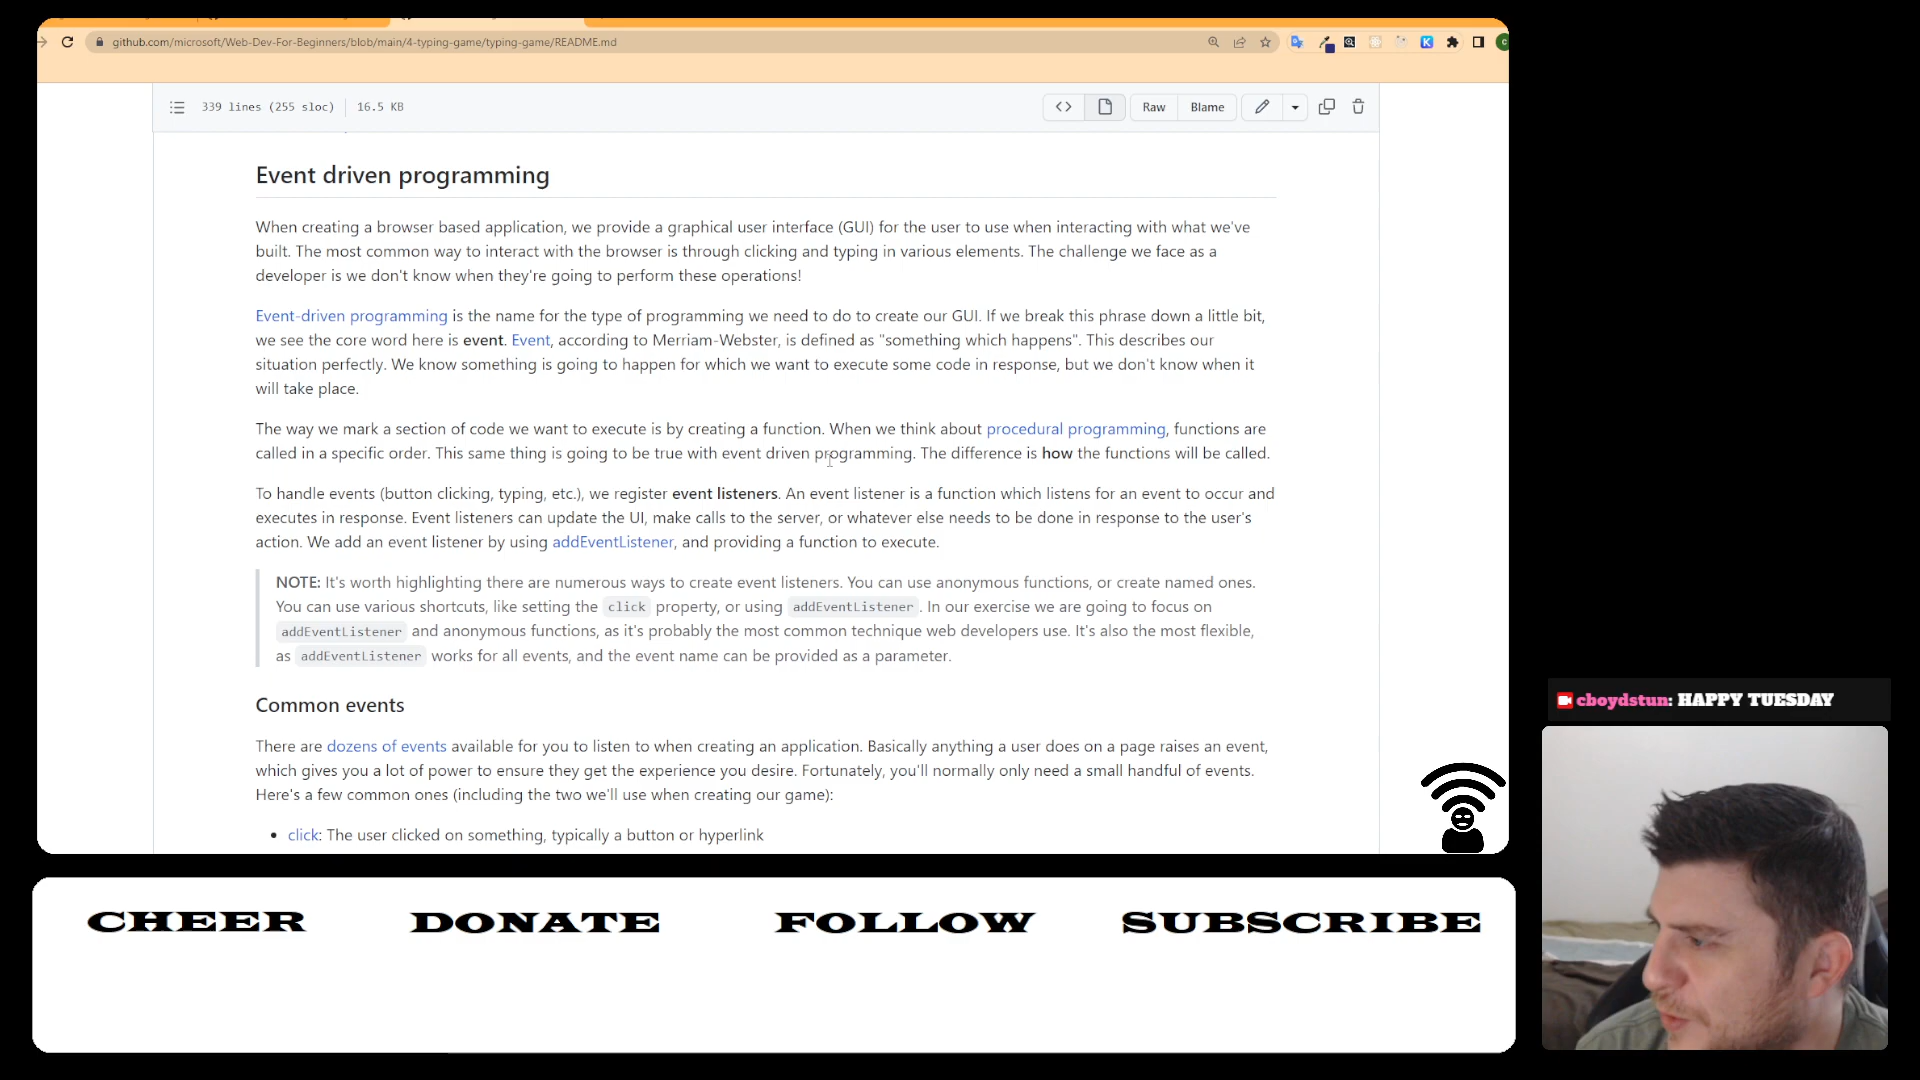 github.com/microsoft/Web-Dev-For-Beginners/blob/main/4-typing-game/typing-game/README.md
339 lines (255 sloc) 16.5 KB
Raw Blame
Event driven programming
When creating a browser based application, we provide a graphical user interface (GUI) for the user to use when interacting with what we've
built. The most common way to interact with the browser is through clicking and typing in various elements. The challenge we face as a
developer is we don't know when they're going to perform these operations!
Event-driven programming is the name for the type of programming we need to do to create our GUI. If we break this phrase down a little bit,
we see the core word here is event. Event, according to Merriam-Webster, is defined as "something which happens". This describes our
situation perfectly. We know something is going to happen for which we want to execute some code in response, but we don't know when it
will take place.
The way we mark a section of code we want to execute is by creating a function. When we think about procedural programming, functions are
called in a specific order. This same thing is going to be true with event driven programming. The difference is how the functions will be called.
To handle events (button clicking, typing, etc.), we register event listeners. An event listener is a function which listens for an event to occur and
executes in response. Event listeners can update the UI, make calls to the server, or whatever else needs to be done in response to the user's
action. We add an event listener by using addEventListener, and providing a function to execute.
NOTE: It's worth highlighting there are numerous ways to create event listeners. You can use anonymous functions, or create named ones.
You can use various shortcuts, like setting the click property, or using addEventListener. In our exercise we are going to focus on
addEventListener and anonymous functions, as it's probably the most common technique web developers use. It's also the most flexible,
as addEventListener works for all events, and the event name can be provided as a parameter.
Common events
There are dozens of events available for you to listen to when creating an application. Basically anything a user does on a page raises an event,
which gives you a lot of power to ensure they get the experience you desire. Fortunately, you'll normally only need a small handful of events.
Here's a few common ones (including the two we'll use when creating our game):
• click: The user clicked on something, typically a button or hyperlink
cboydstun: HAPPY TUESDAY
CHEER DONATE FOLLOW SUBSCRIBE